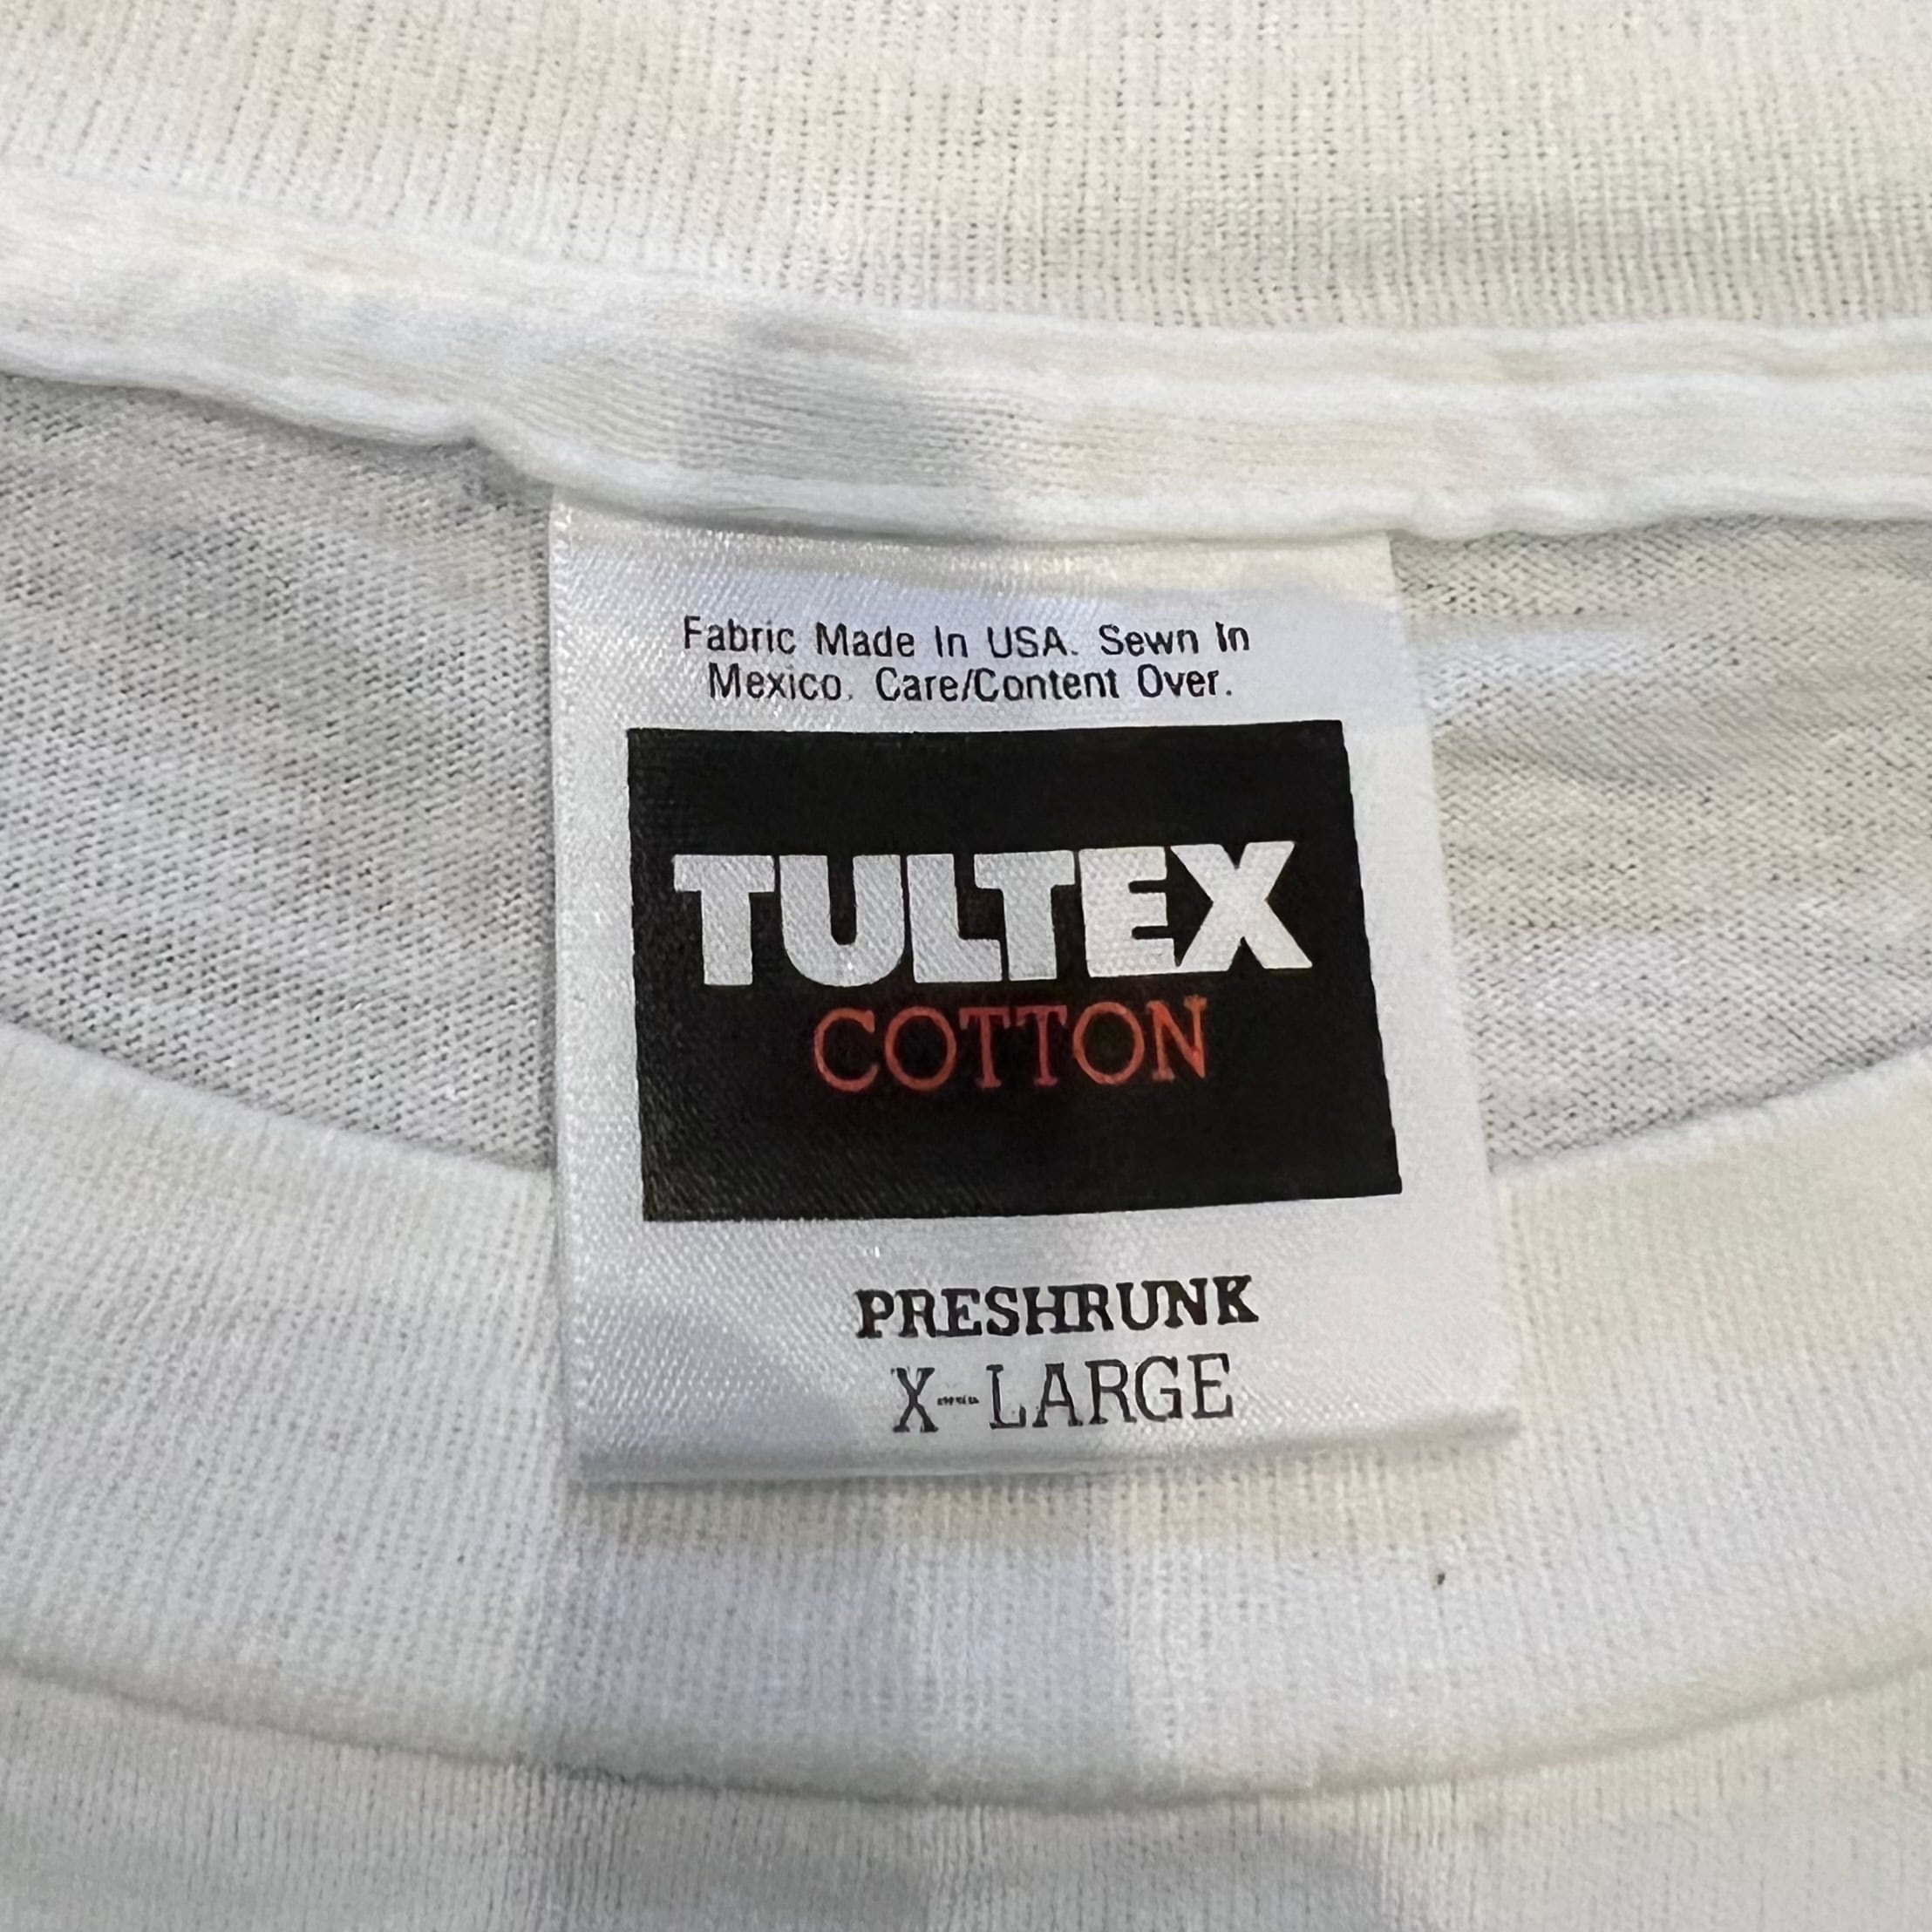 Fabric Made In USA. Sewn In
Mexico. Care/Content Over.
TULTEX
COTTON
PRESHRUNK
X-LARGE